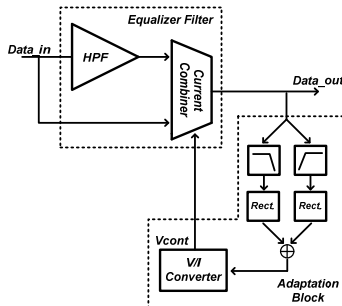 Equalizer Filter
Data_in
HPF
Current
Combiner
Data_out
Rect.
Rect.
Vcont
V/I
Converter
Adaptation
Block